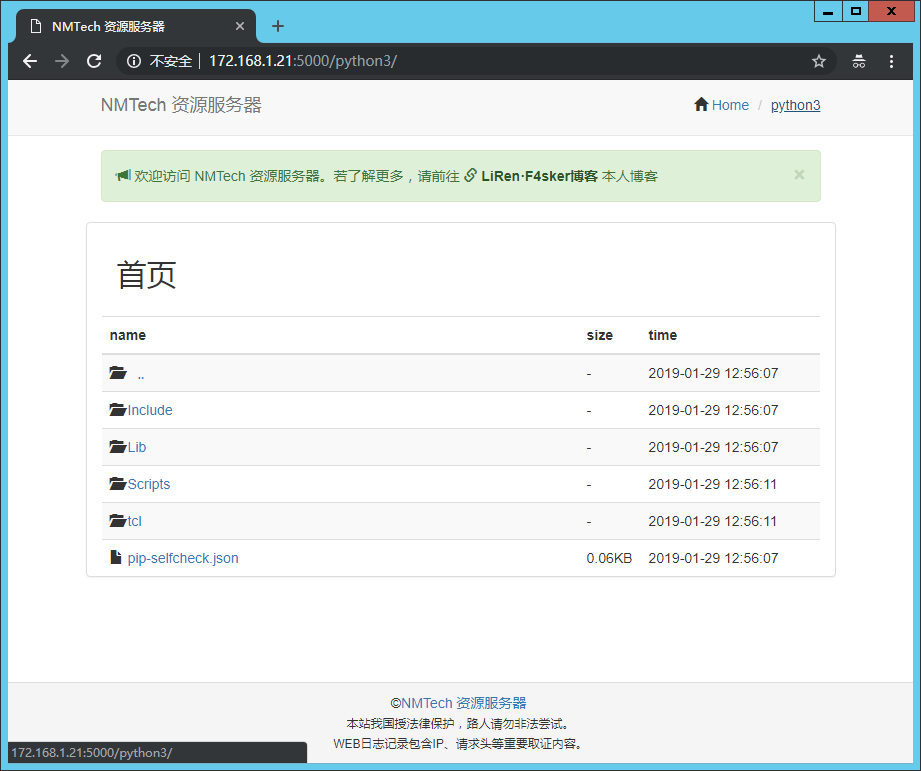 NMTech 资源服务器
不安全 172.168.1.21:5000/python3/
NMTech 资源服务器 Home / python3
欢迎访问 NMTech 资源服务器。若了解更多，请前往 LiRen·F4sker博客 本人博客 ×
首页
name size time
.. - 2019-01-29 12:56:07
Include - 2019-01-29 12:56:07
Lib - 2019-01-29 12:56:07
Scripts - 2019-01-29 12:56:11
tcl - 2019-01-29 12:56:11
pip-selfcheck.json 0.06KB 2019-01-29 12:56:07
©NMTech 资源服务器
本站我国授法律保护，路人请勿非法尝试。
WEB日志记录包含IP、请求头等重要取证内容。
172.168.1.21:5000/python3/